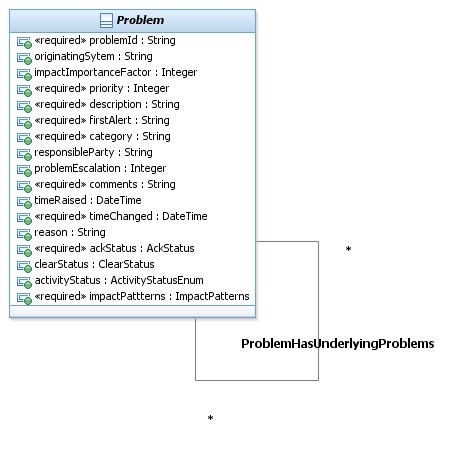 Problem
«required» problemId : String
originatingSytem : String
impactImportanceFactor : Integer
«required» priority : Integer
«required» description : String
«required» firstAlert : String
«required» category : String
responsibleParty : String
problemEscalation : Integer
«required» comments : String
timeRaised : DateTime
«required» timeChanged : DateTime
reason : String
«required» ackStatus : AckStatus
clearStatus : ClearStatus
activityStatus : ActivityStatusEnum
«required» impactPattterns : ImpactPatterns
*
ProblemHasUnderlyingProblems
*